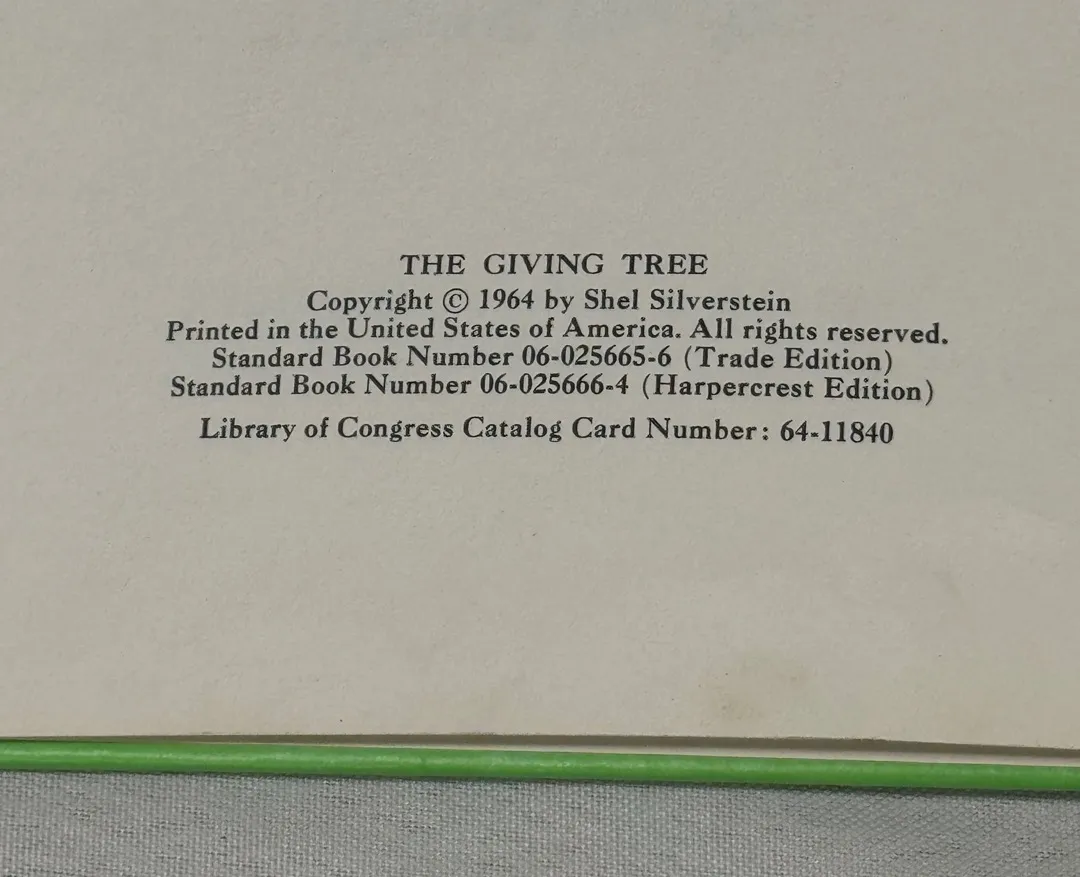 THE GIVING TREE
Copyright © 1964 by Shel Silverstein
Printed in the United States of America. All rights reserved.
Standard Book Number 06-025665-6 (Trade Edition)
Standard Book Number 06-025666-4 (Harpercrest Edition)
Library of Congress Catalog Card Number: 64-11840